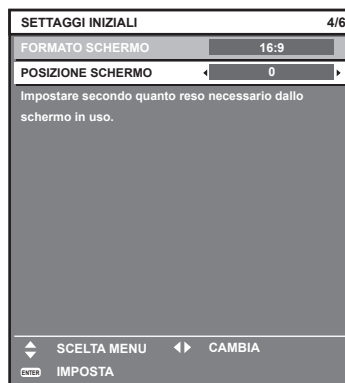 SETTAGGI INIZIALI 4/6
FORMATO SCHERMO 16:9
POSIZIONE SCHERMO 0
Impostare secondo quanto reso necessario dallo
schermo in uso.
SCELTA MENU CAMBIA
ENTER IMPOSTA